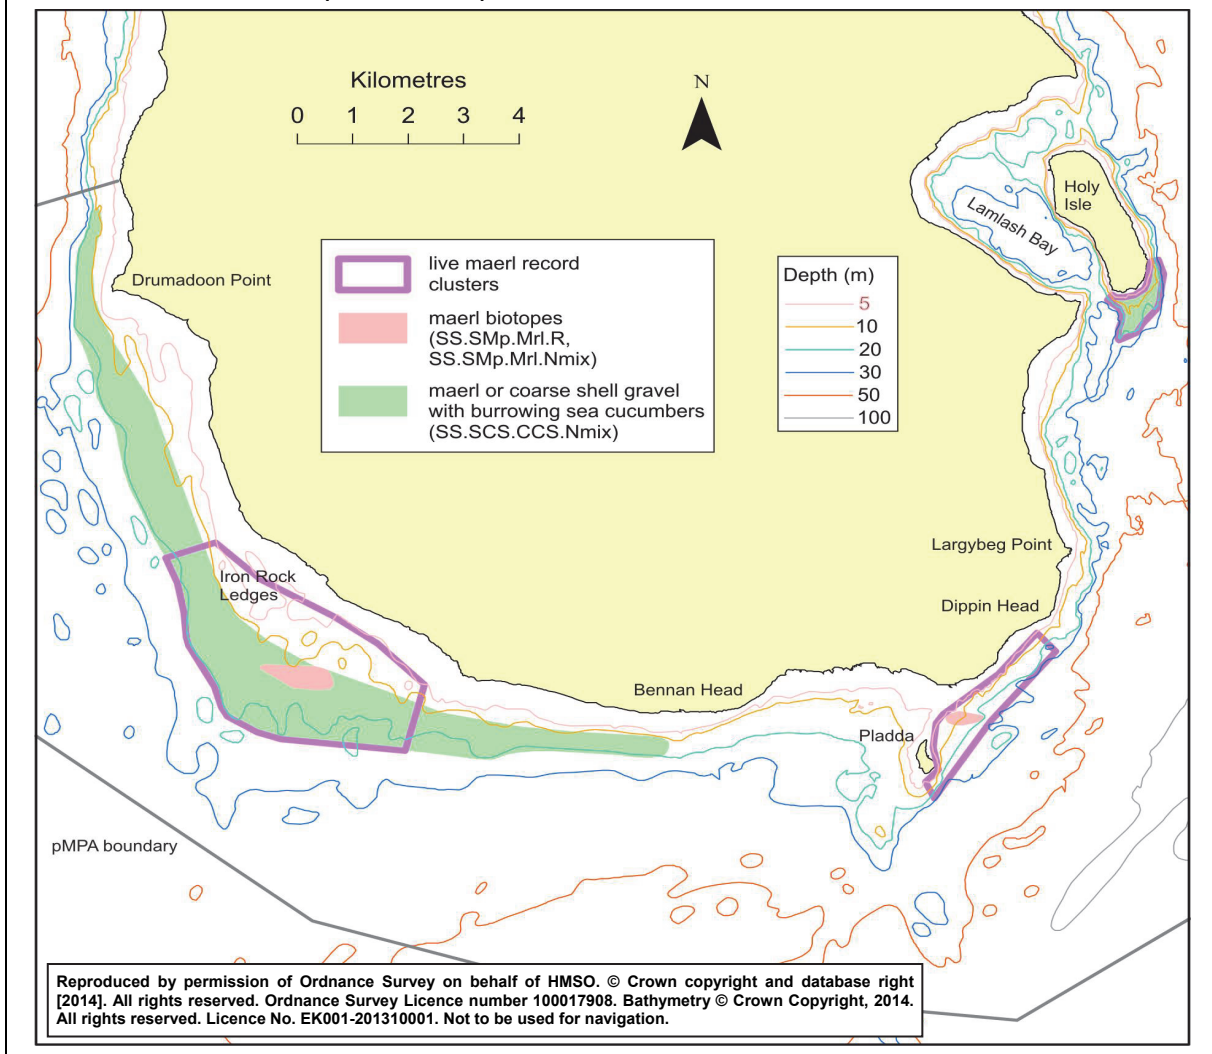 Kilometres
0 1 2 3 4
N
Holy
Isle
Lamlash Bay
Drumadoon Point
live maerl record
clusters
maerl biotopes
(SS.SMp.Mrl.R,
SS.SMp.Mrl.Nmix)
maerl or coarse shell gravel
with burrowing sea cucumbers
(SS.SCS.CCS.Nmix)
Depth (m)
5
10
20
30
50
100
Largybeg Point
Iron Rock
Ledges
Dippin Head
Bennan Head
Pladda
pMPA boundary
Reproduced by permission of Ordnance Survey on behalf of HMSO. © Crown copyright and database right
[2014]. All rights reserved. Ordnance Survey Licence number 100017908. Bathymetry © Crown Copyright, 2014.
All rights reserved. Licence No. EK001-201310001. Not to be used for navigation.